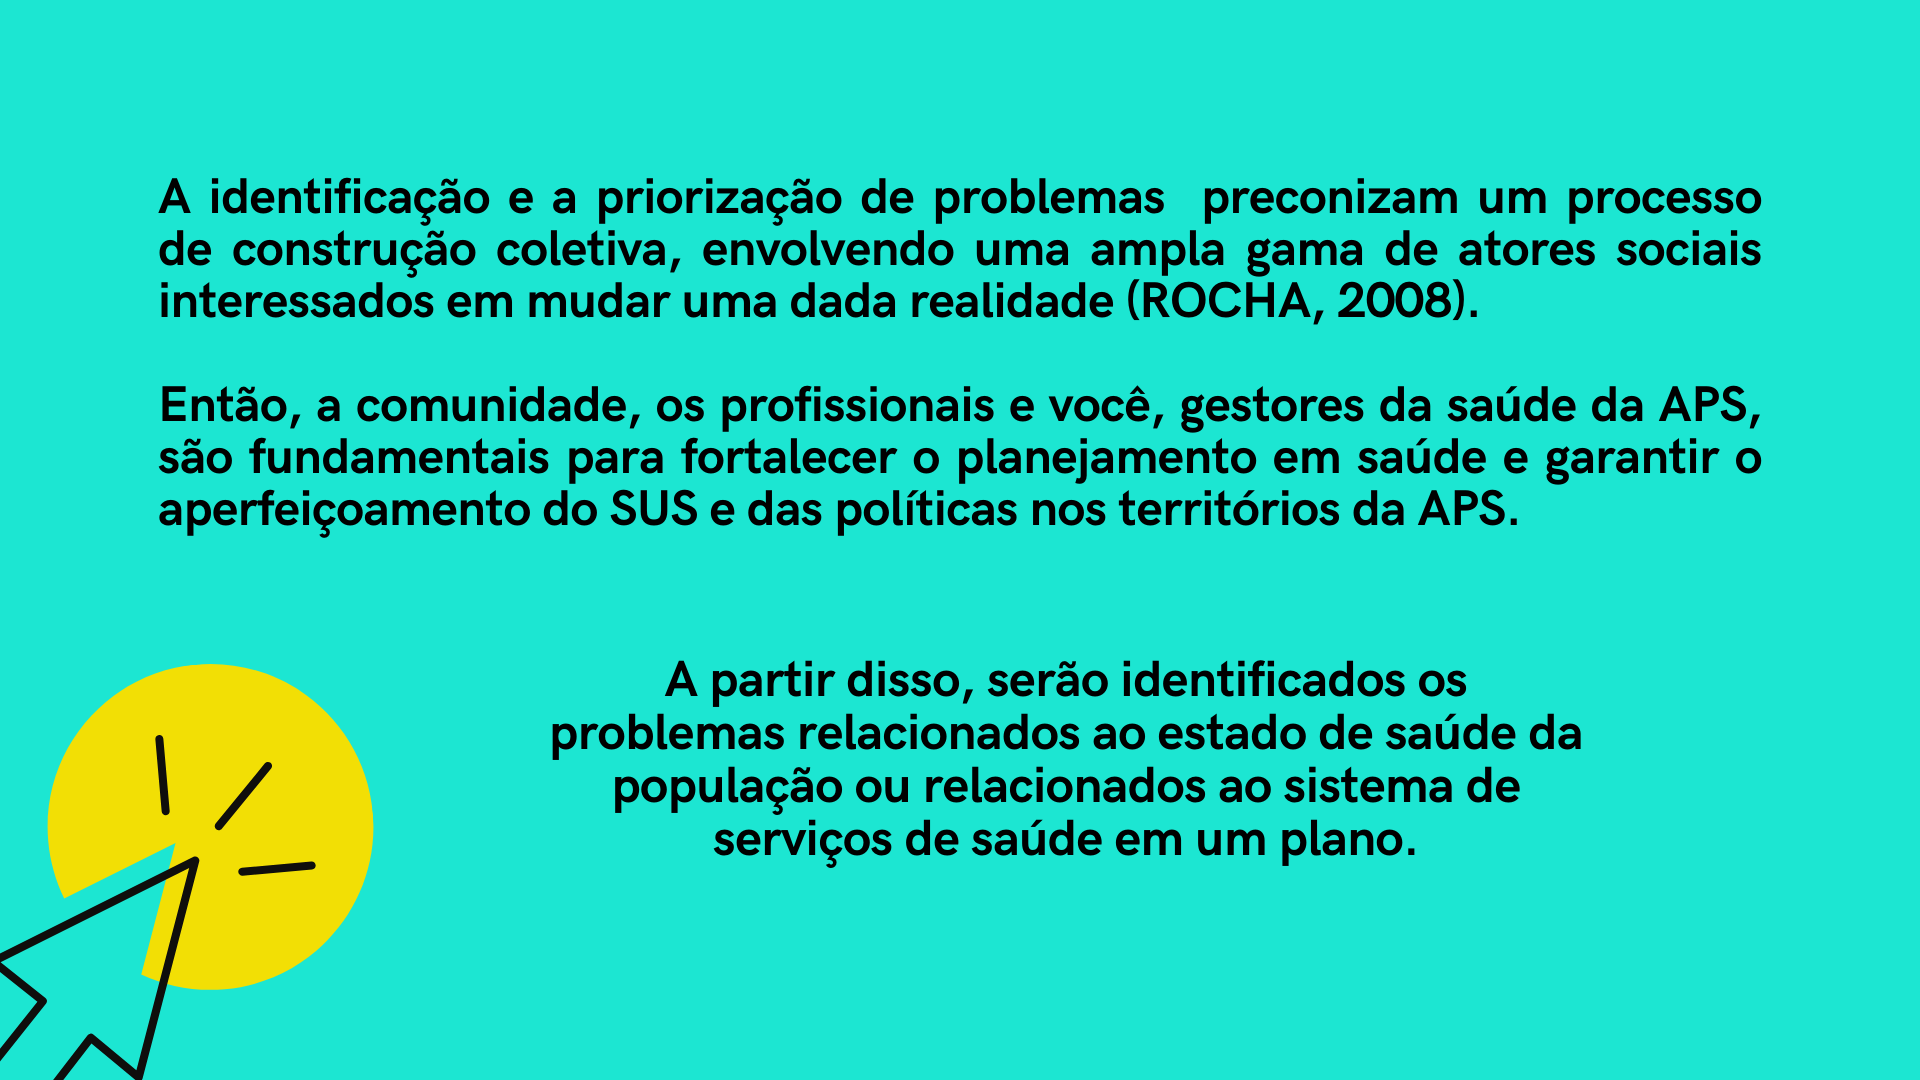 A identificação e a priorização de problemas preconizam um processo
de construção coletiva, envolvendo uma ampla gama de atores sociais
interessados em mudar uma dada realidade (ROCHA, 2008).
Então, a comunidade, os profissionais e você, gestores da saúde da APS,
são fundamentais para fortalecer o planejamento em saúde e garantir o
aperfeiçoamento do SUS e das políticas nos territórios da APS.
A partir disso, serão identificados os
problemas relacionados ao estado de saúde da
população ou relacionados ao sistema de
serviços de saúde em um plano.